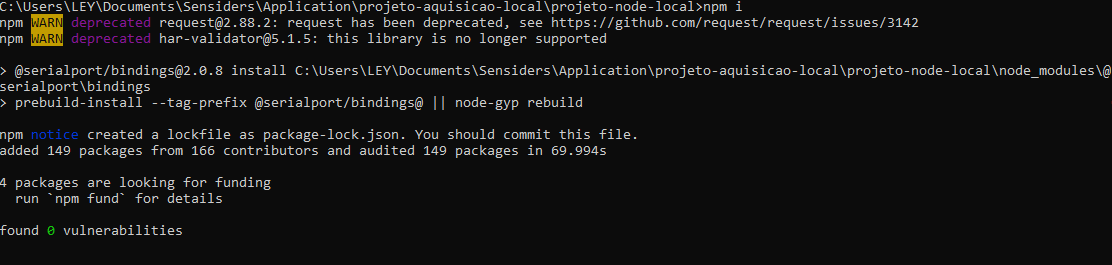 C:\Users\LEY\Documents\Sensiders\Application\projeto-aquisicao-local\projeto-node-local>npm i
npm WARN deprecated request@2.88.2: request has been deprecated, see https://github.com/request/request/issues/3142
npm WARN deprecated har-validator@5.1.5: this library is no longer supported
> @serialport/bindings@2.0.8 install C:\Users\LEY\Documents\Sensiders\Application\projeto-aquisicao-local\projeto-node-local\node_modules\@
serialport\bindings
> prebuild-install --tag-prefix @serialport/bindings@ || node-gyp rebuild
npm notice created a lockfile as package-lock.json. You should commit this file.
added 149 packages from 166 contributors and audited 149 packages in 69.994s
4 packages are looking for funding
run `npm fund` for details
found 0 vulnerabilities